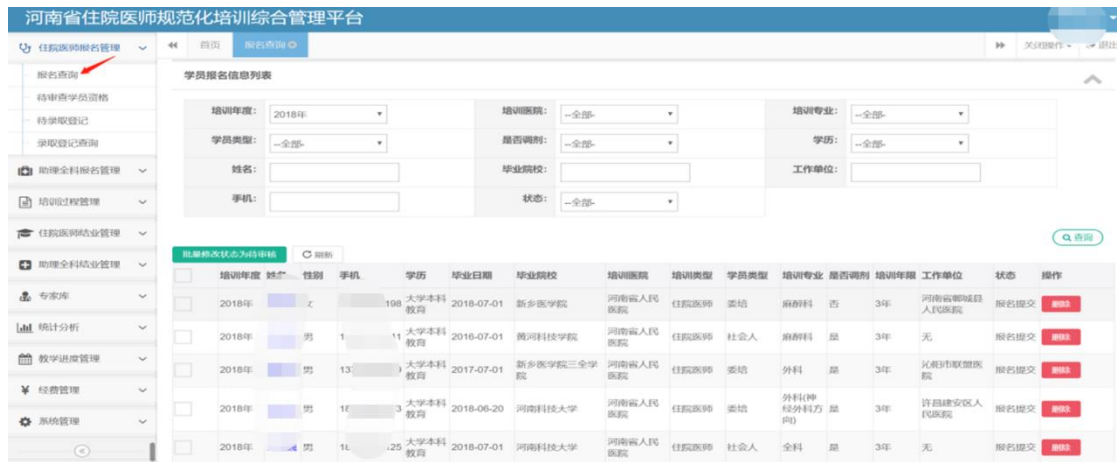 河南省住院医师规范化培训综合管理平台
住院医师报名管理
首页 报名查询
关闭操作 退出
报名查询
待审查学员资格
待录取登记
录取登记查询
助理全科报名管理
培训过程管理
住院医师结业管理
助理全科结业管理
专家库
统计分析
教学进度管理
经费管理
系统管理
学员报名信息列表
培训年度: 2018年 培训医院: --全部- 培训专业: --全部-
学员类型: --全部- 是否调剂: --全部- 学历: --全部-
姓名: 毕业院校: 工作单位:
手机: 状态: --全部-
查询
批量修改状态为待审核 刷新
培训年度 姓名 性别 手机 学历 毕业日期 毕业院校 培训医院 培训类型 学员类型 培训专业 是否调剂 培训年限 工作单位 状态 操作
2018年 198 大学本科教育 2018-07-01 新乡医学院 河南省人民医院 住院医师 委培 麻醉科 否 3年 河南省郸城县人民医院 报名提交 删除
2018年 男 1 11 大学本科教育 2016-07-01 黄河科技学院 河南省人民医院 住院医师 社会人 麻醉科 是 3年 无 报名提交 删除
2018年 男 13 9 大学本科教育 2017-07-01 新乡医学院三全学院 河南省人民医院 住院医师 委培 外科 是 3年 沁阳市联盟医院 报名提交 删除
2018年 男 18 3 大学本科教育 2018-06-20 河南科技大学 河南省人民医院 住院医师 委培 外科(神经外科方向) 是 3年 许昌建安区人民医院 报名提交 删除
2018年 男 18 25 大学本科教育 2018-07-01 河南科技大学 河南省人民医院 住院医师 社会人 全科 是 3年 无 报名提交 删除